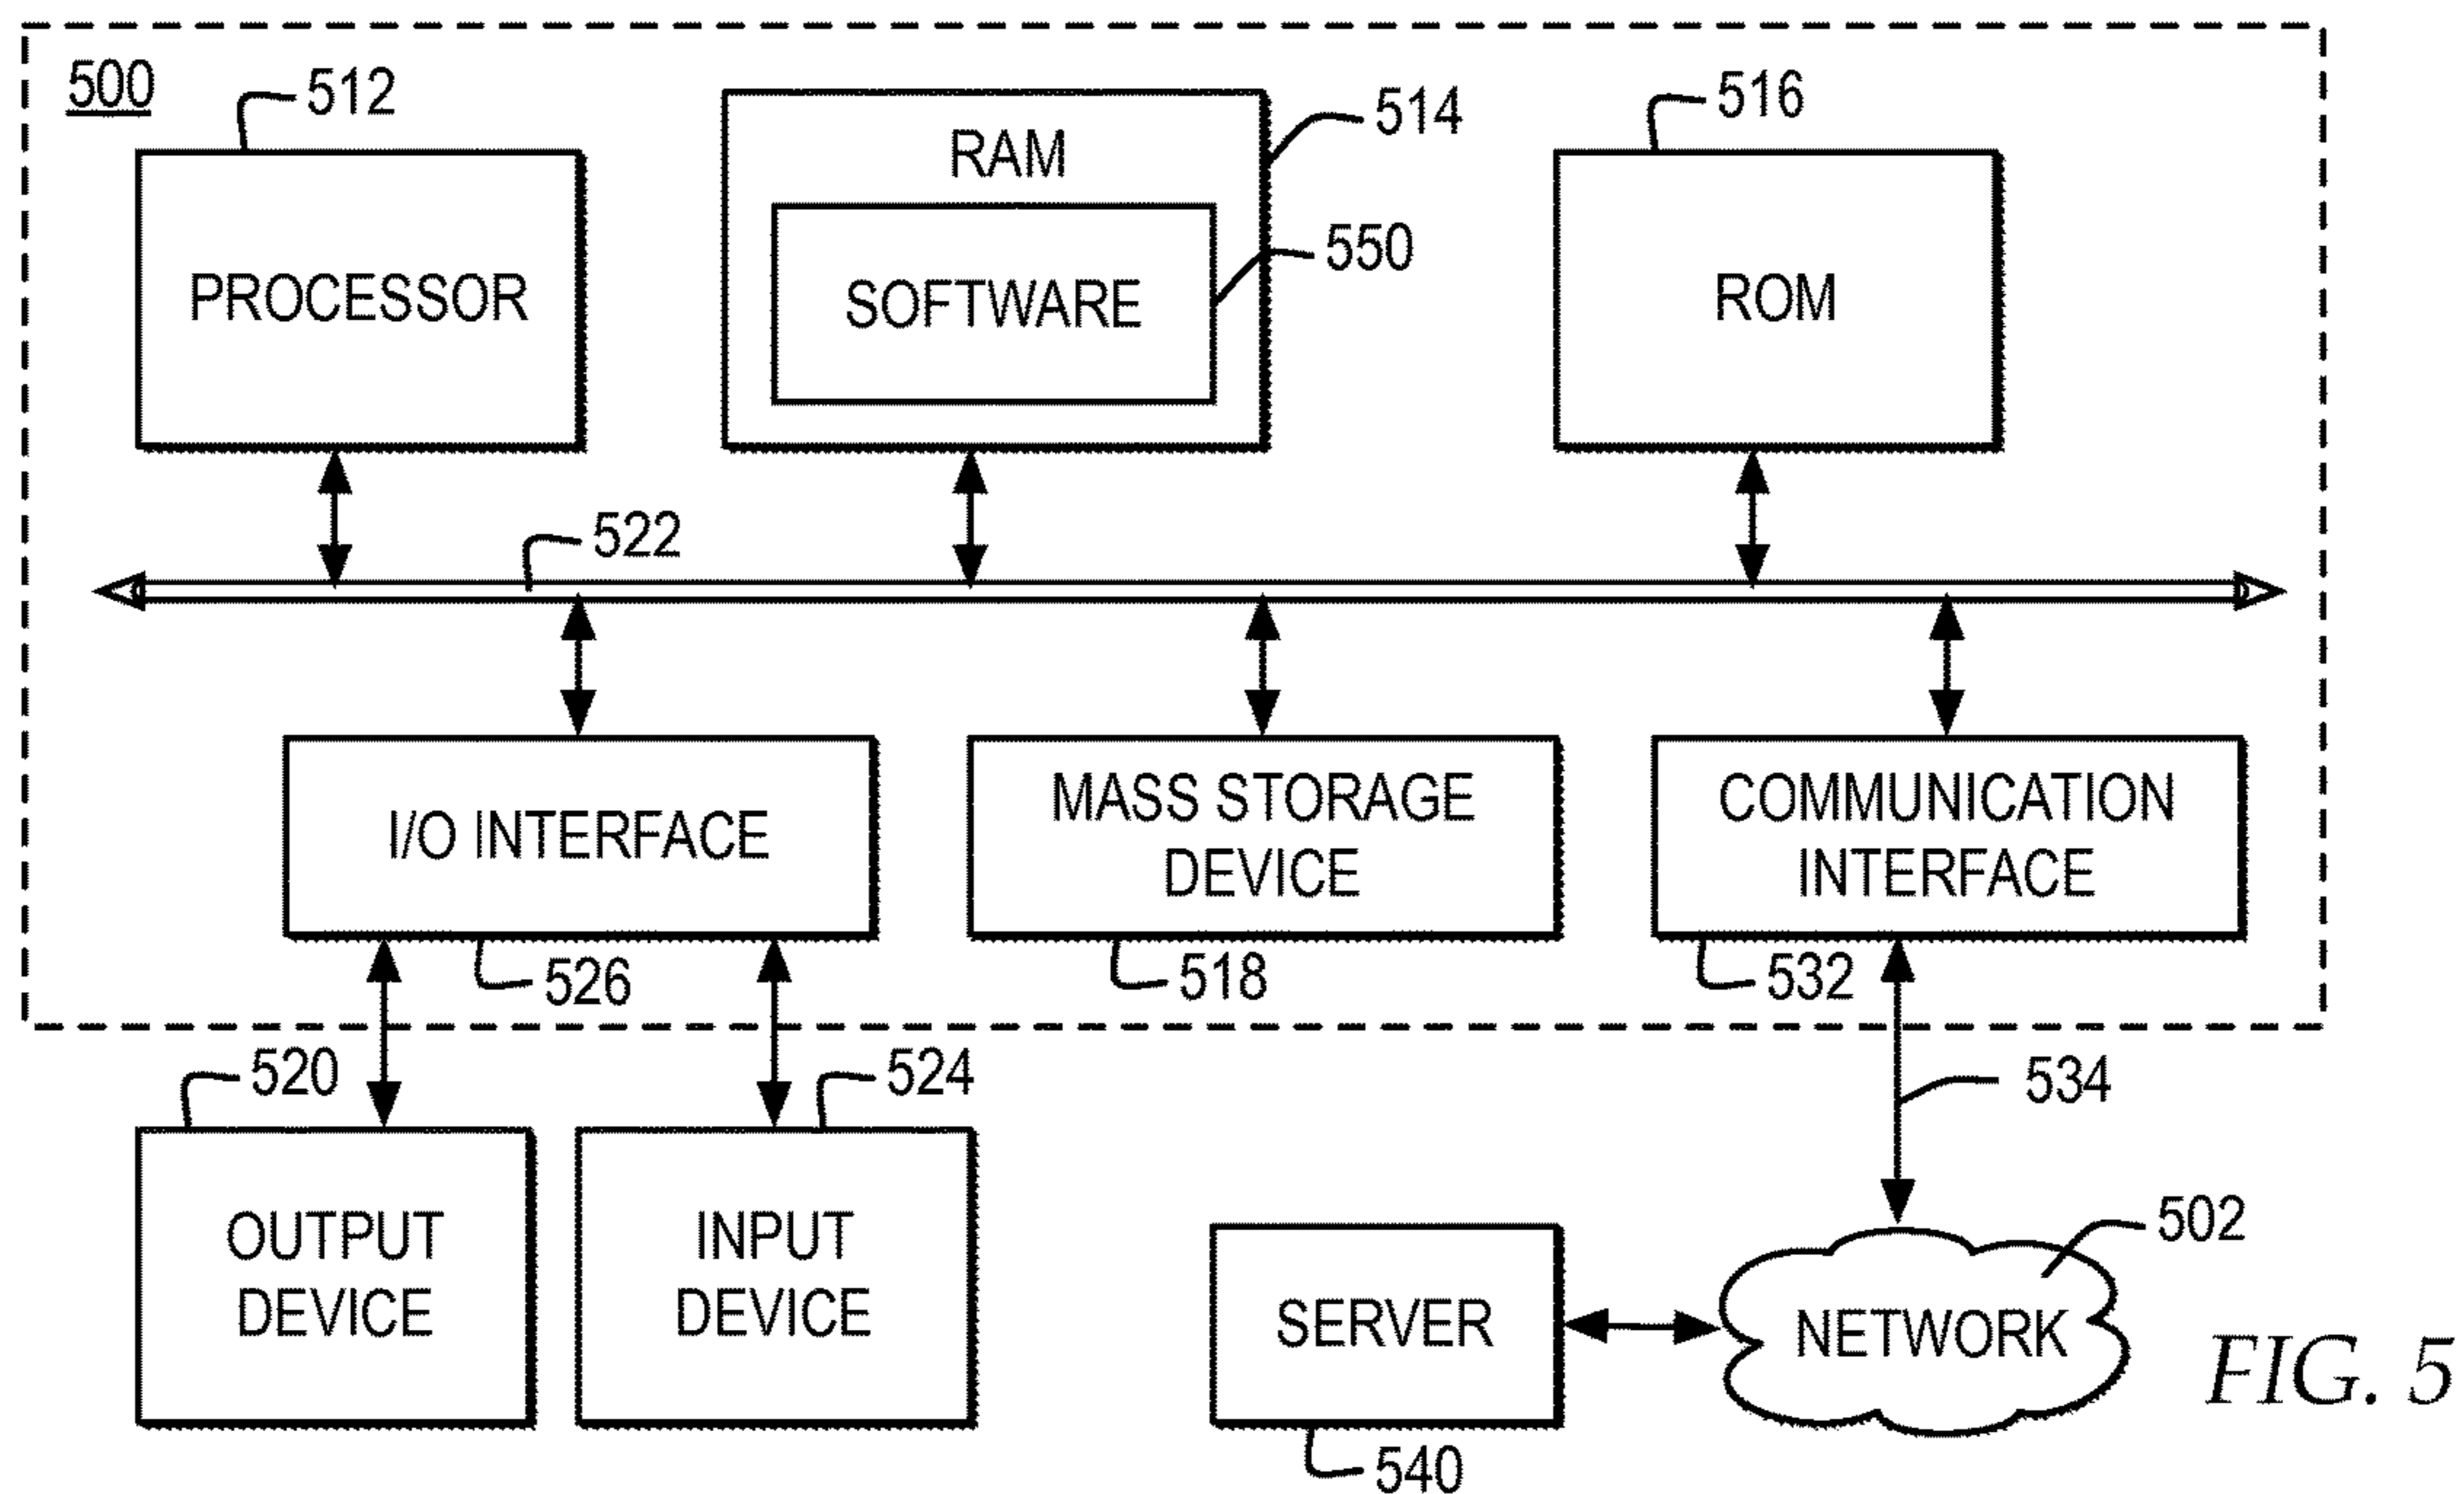 500
512
514
516
RAM
PROCESSOR
SOFTWARE
550
ROM
522
I/O INTERFACE
MASS STORAGE
DEVICE
COMMUNICATION
INTERFACE
526
518
532
520
524
534
OUTPUT
DEVICE
INPUT
DEVICE
SERVER
NETWORK
502
540
FIG. 5